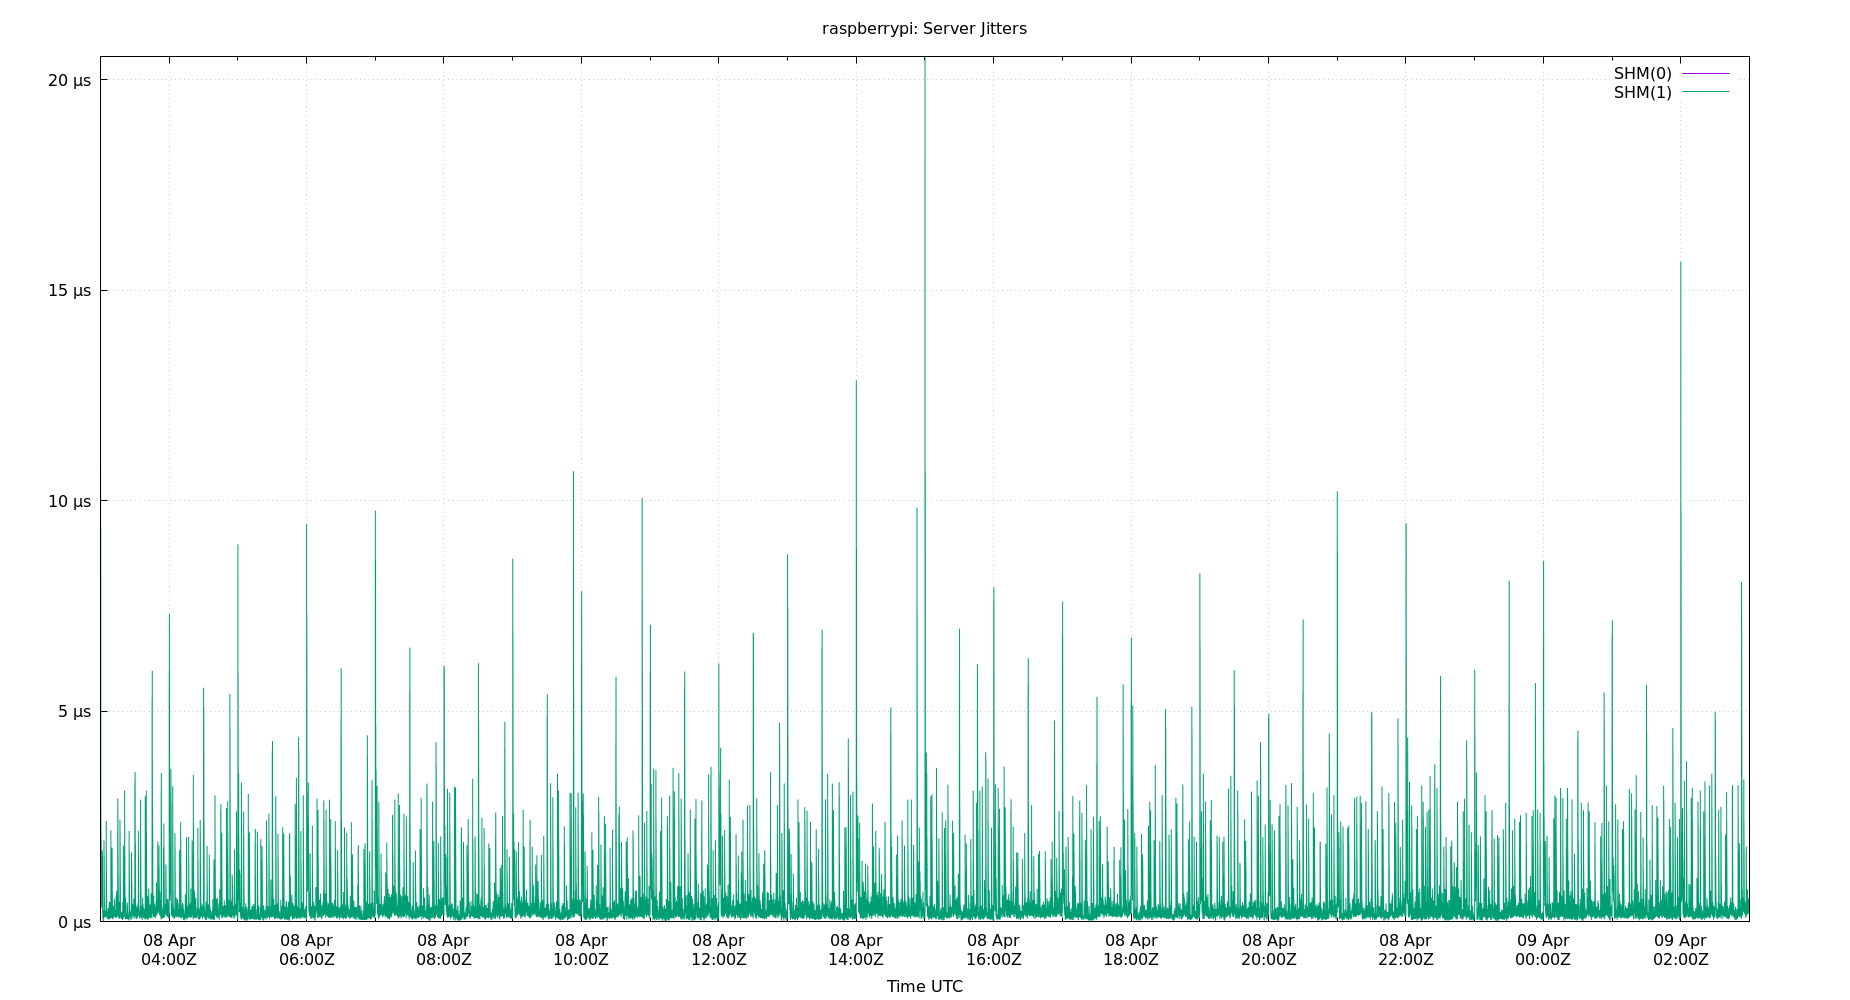 raspberrypi: Server Jitters
SHM(0)
SHM(1)
20 µs
15 µs
10 µs
5 µs
0 µs
08 Apr 08 Apr 08 Apr 08 Apr 08 Apr 08 Apr 08 Apr 08 Apr 08 Apr 08 Apr 09 Apr 09 Apr
04:00Z 06:00Z 08:00Z 10:00Z 12:00Z 14:00Z 16:00Z 18:00Z 20:00Z 22:00Z 00:00Z 02:00Z
Time UTC